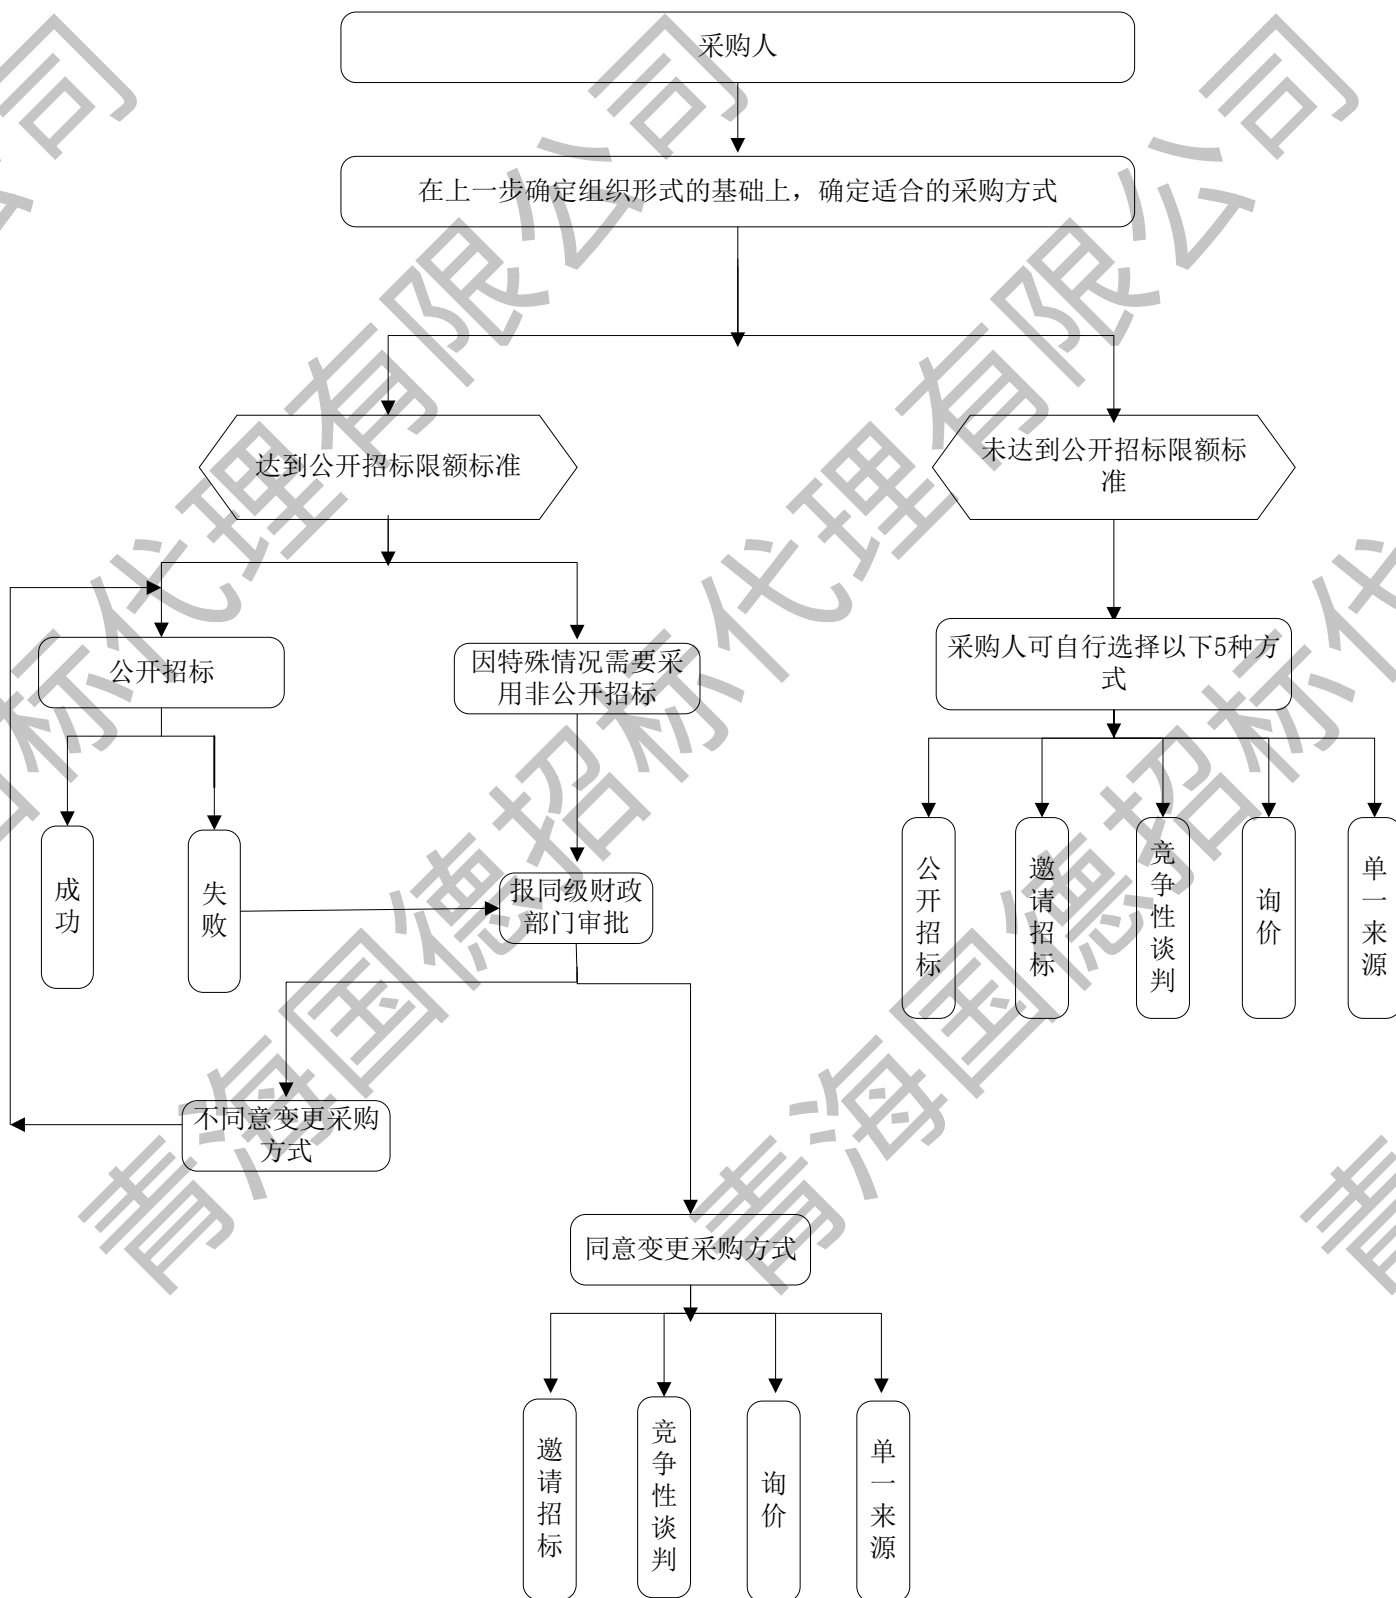 采购人
在上一步确定组织形式的基础上，确定适合的采购方式
达到公开招标限额标准
未达到公开招标限额标
准
公开招标
因特殊情况需要采
用非公开招标
采购人可自行选择以下5种方
式
成功
失败
报同级财政
部门审批
公开招标
邀请招标
竞争性谈判
询价
单一来源
不同意变更采购
方式
同意变更采购方式
邀请招标
竞争性谈判
询价
单一来源
公司
招标代理有限公司
青海国德招标代理有限公司
青海国德招标代
青